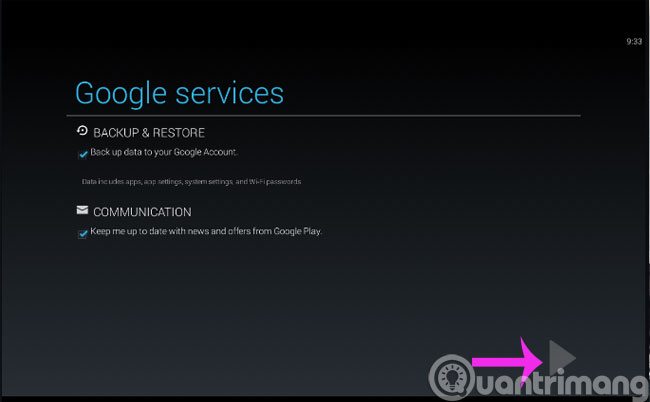 9:33
Google services
BACKUP & RESTORE
Back up data to your Google Account.
Data includes apps, app settings, system settings, and Wi-Fi passwords
COMMUNICATION
Keep me up to date with news and offers from Google Play.
Quantrimang